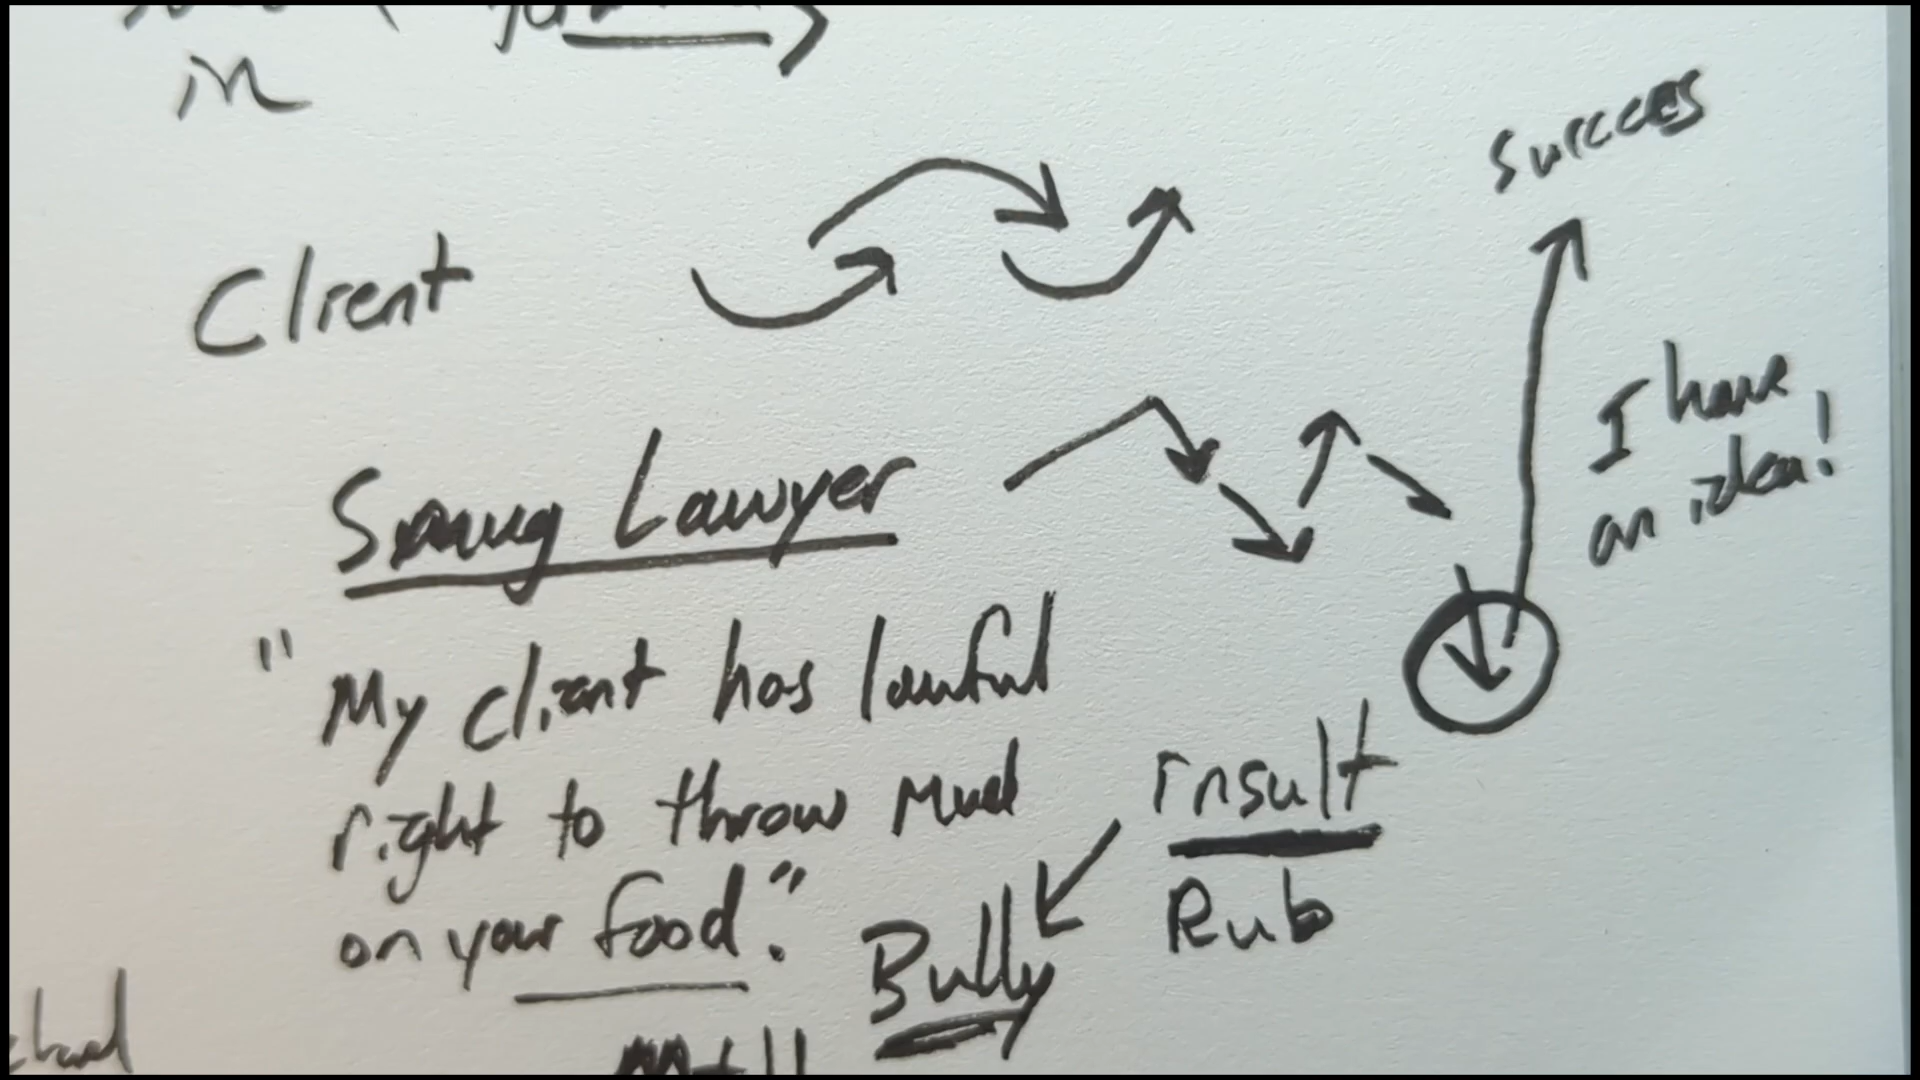 in
success
Client
I have
an idea!
Smug Lawyer
"My client has lawful
right to throw mud
on your food."
insult
Rub
Bully